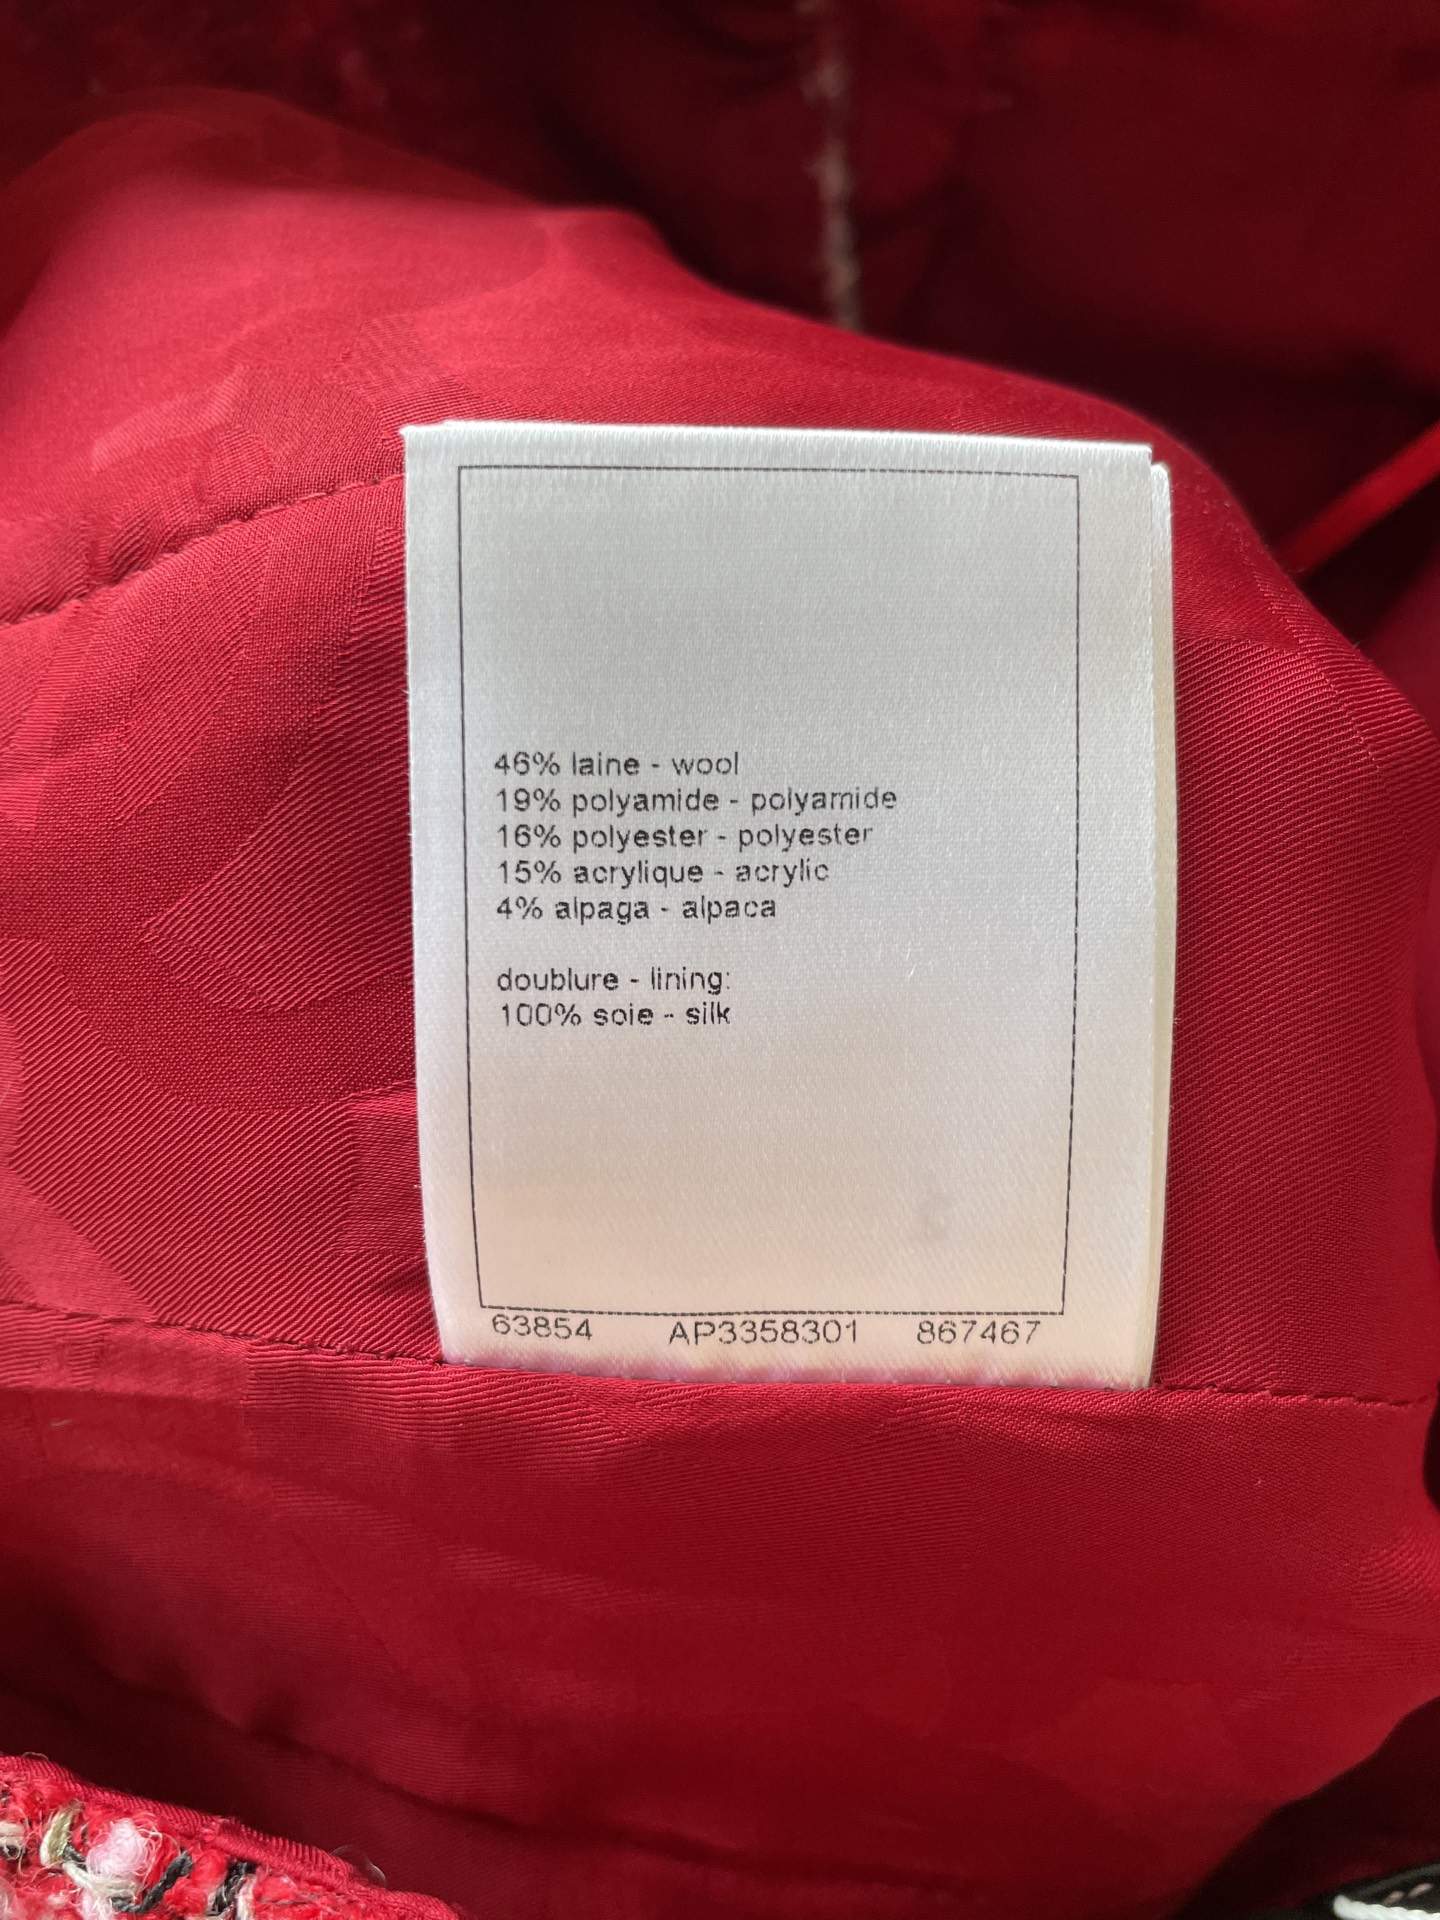 46% laine - wool
19% polyamide - polyamide
16% polyester - polyester
15% acrylique - acrylic
4% alpaga - alpaca
doublure - lining:
100% soie - silk
63854 AP3358301 867467